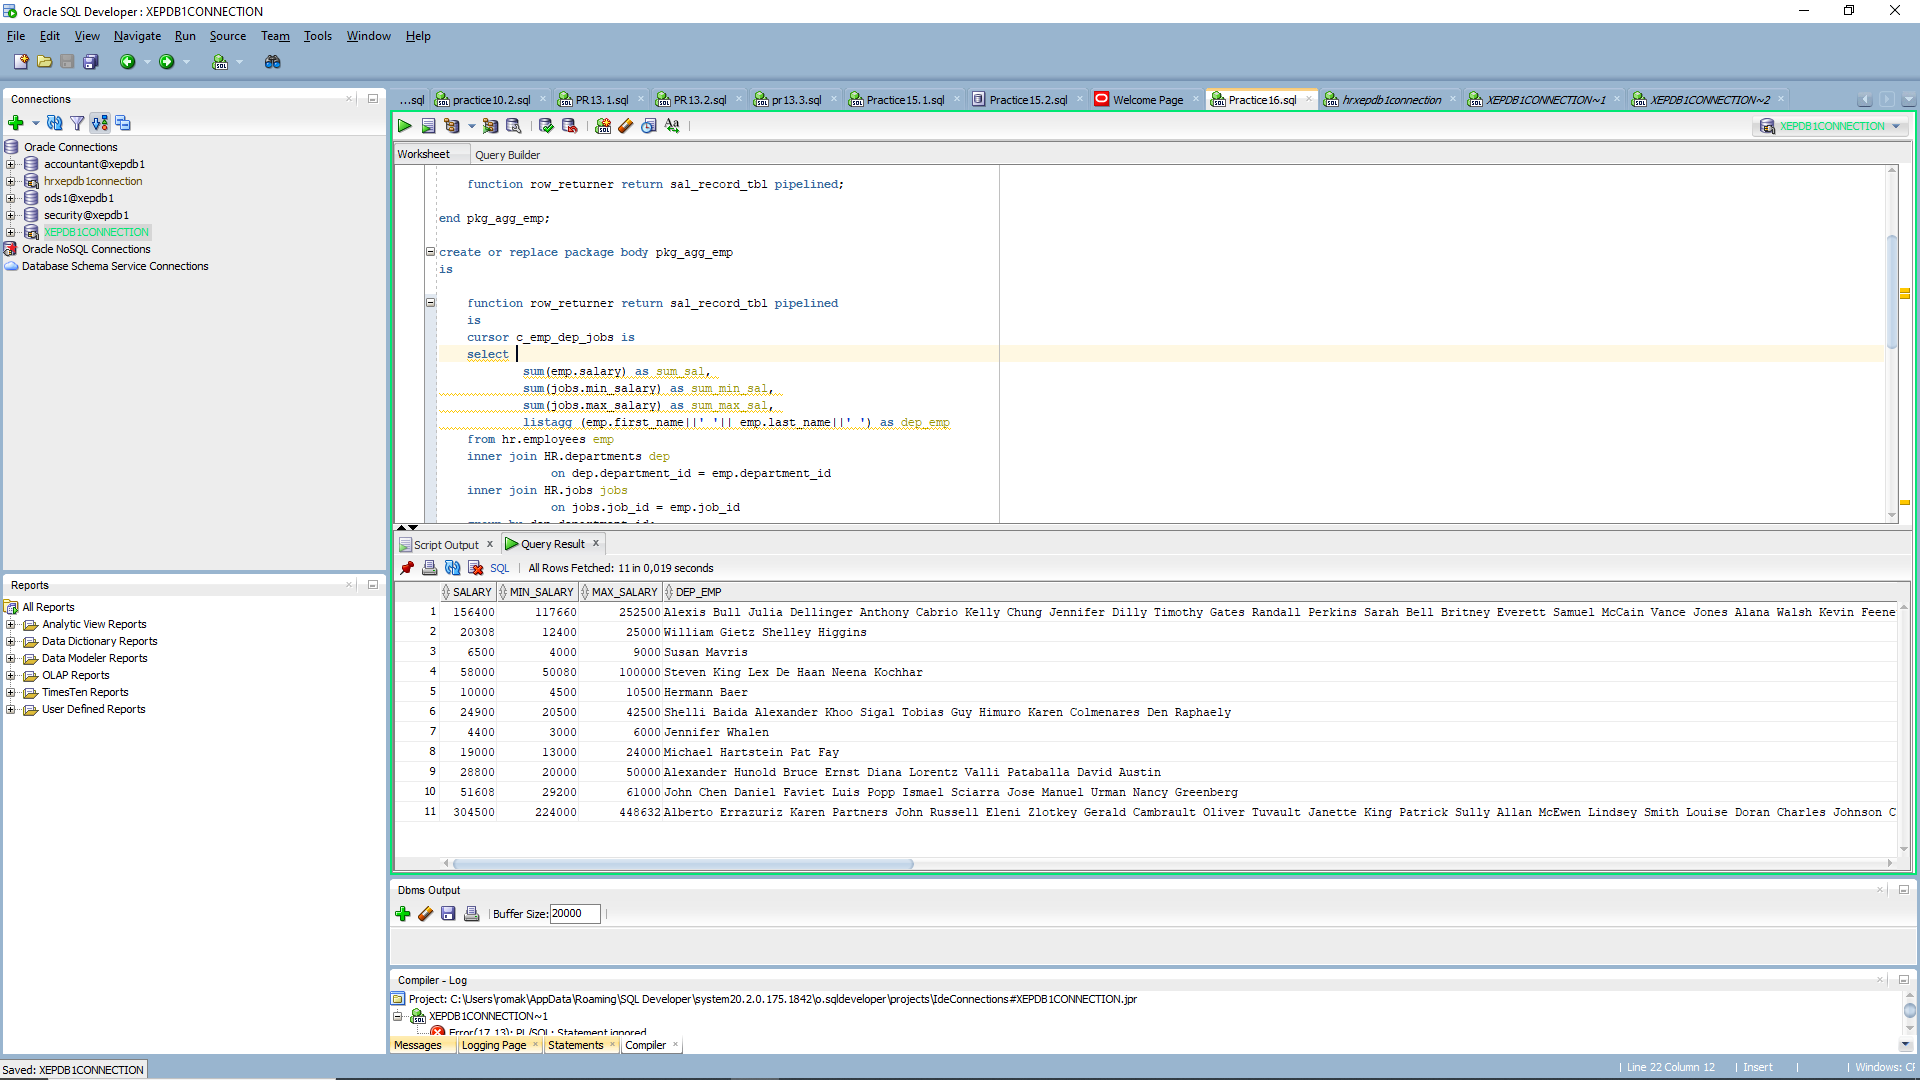 Oracle SQL Developer : XEPDB1CONNECTION
File Edit View Navigate Run Source Team Tools Window Help
Connections
Oracle Connections
accountant@xepdb1
hrxepdb1connection
ods1@xepdb1
security@xepdb1
XEPDB1CONNECTION
Oracle NoSQL Connections
Database Schema Service Connections
Reports
All Reports
Analytic View Reports
Data Dictionary Reports
Data Modeler Reports
OLAP Reports
TimesTen Reports
User Defined Reports
...sql practice10.2.sql PR13.1.sql PR13.2.sql pr13.3.sql Practice15.1.sql Practice15.2.sql Welcome Page Practice16.sql hrxepdb1connection XEPDB1CONNECTION~1 XEPDB1CONNECTION~2
XEPDB1CONNECTION
Worksheet Query Builder
function row_returner return sal_record_tbl pipelined;
end pkg_agg_emp;
create or replace package body pkg_agg_emp
is
function row_returner return sal_record_tbl pipelined
is
cursor c_emp_dep_jobs is
select
sum(emp.salary) as sum_sal,
sum(jobs.min_salary) as sum_min_sal,
sum(jobs.max_salary) as sum_max_sal,
listagg (emp.first_name||' '|| emp.last_name||' ') as dep_emp
from hr.employees emp
inner join HR.departments dep
on dep.department_id = emp.department_id
inner join HR.jobs jobs
on jobs.job_id = emp.job_id
Script Output Query Result
SQL All Rows Fetched: 11 in 0,019 seconds
SALARY MIN_SALARY MAX_SALARY DEP_EMP
1 156400 117660 252500 Alexis Bull Julia Dellinger Anthony Cabrio Kelly Chung Jennifer Dilly Timothy Gates Randall Perkins Sarah Bell Britney Everett Samuel McCain Vance Jones Alana Walsh Kevin Feene
2 20308 12400 25000 William Gietz Shelley Higgins
3 6500 4000 9000 Susan Mavris
4 58000 50080 100000 Steven King Lex De Haan Neena Kochhar
5 10000 4500 10500 Hermann Baer
6 24900 20500 42500 Shelli Baida Alexander Khoo Sigal Tobias Guy Himuro Karen Colmenares Den Raphaely
7 4400 3000 6000 Jennifer Whalen
8 19000 13000 24000 Michael Hartstein Pat Fay
9 28800 20000 50000 Alexander Hunold Bruce Ernst Diana Lorentz Valli Pataballa David Austin
10 51608 29200 61000 John Chen Daniel Faviet Luis Popp Ismael Sciarra Jose Manuel Urman Nancy Greenberg
11 304500 224000 448632 Alberto Errazuriz Karen Partners John Russell Eleni Zlotkey Gerald Cambrault Oliver Tuvault Janette King Patrick Sully Allan McEwen Lindsey Smith Louise Doran Charles Johnson C
Dbms Output
Buffer Size: 20000
Compiler - Log
Project: C:\Users\romak\AppData\Roaming\SQL Developer\system20.2.0.175.1842\o.sqldeveloper\projects\IdeConnections#XEPDB1CONNECTION.jpr
XEPDB1CONNECTION~1
Error(17,13): PL/SQL: Statement ignored
Messages Logging Page Statements Compiler
Saved: XEPDB1CONNECTION
Line 22 Column 12 Insert Windows: CF